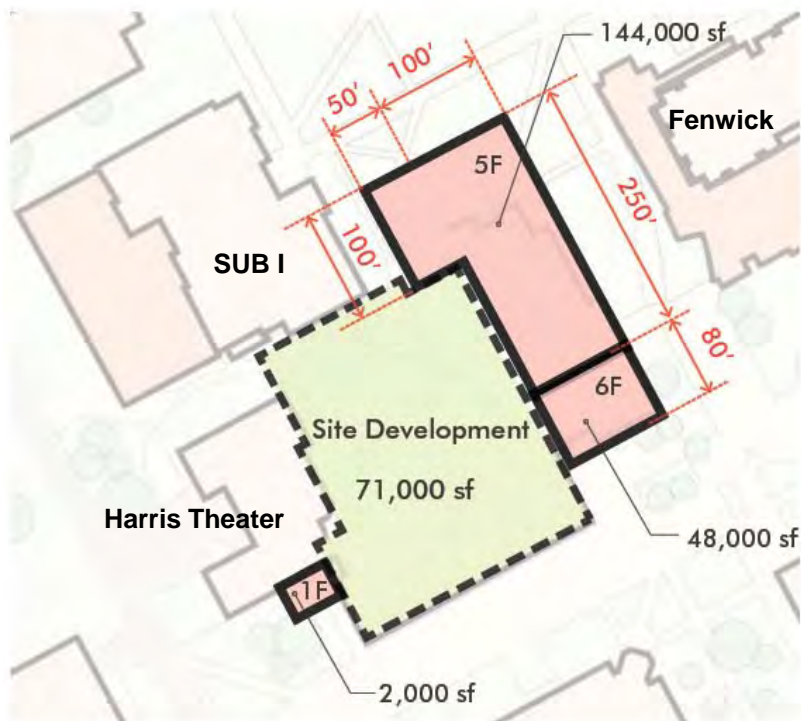 144,000 sf
100’
50’
Fenwick
5F
250’
100’
SUB I
80’
6F
Site Development
71,000 sf
Harris Theater
48,000 sf
1F
2,000 sf